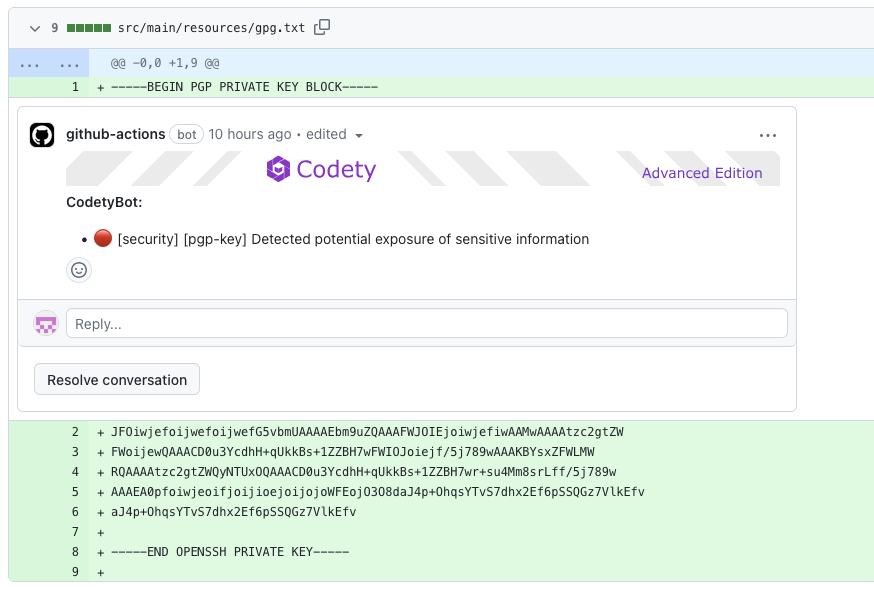 9 src/main/resources/gpg.txt
... ... @@ -0,0 +1,9 @@
1 + -----BEGIN PGP PRIVATE KEY BLOCK-----
github-actions bot 10 hours ago • edited
Codety
Advanced Edition
CodetyBot:
• [security] [pgp-key] Detected potential exposure of sensitive information
Reply...
Resolve conversation
2 + JFOiwjefoijwefoijwefG5vbmUAAAAEbm9uZQAAAFWJOIEjoiwjefiwAAMwAAAAtzc2gtZW
3 + FWoijewQAAACD0u3YcdhH+qUkkBs+1ZZBH7wFWIOJoiejf/5j789wAAAKBYsxZFWLMW
4 + RQAAAAtzc2gtZWQyNTUxOQAAACD0u3YcdhH+qUkkBs+1ZZBH7wr+su4Mm8srLff/5j789w
5 + AAAEA0pfoiwjeoifjoijioejoijojoWFEojO3O8daJ4p+OhqsYTvS7dhx2Ef6pSSQGz7VlkEfv
6 + aJ4p+OhqsYTvS7dhx2Ef6pSSQGz7VlkEfv
7 +
8 + -----END OPENSSH PRIVATE KEY-----
9 +